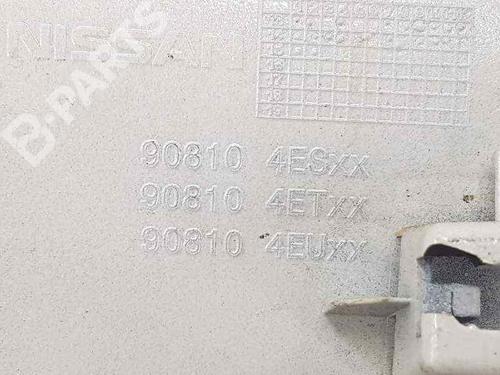 NISSAN
90810 4ESXX
90810 4ETXX
90810 4EUXX
B-PARTS